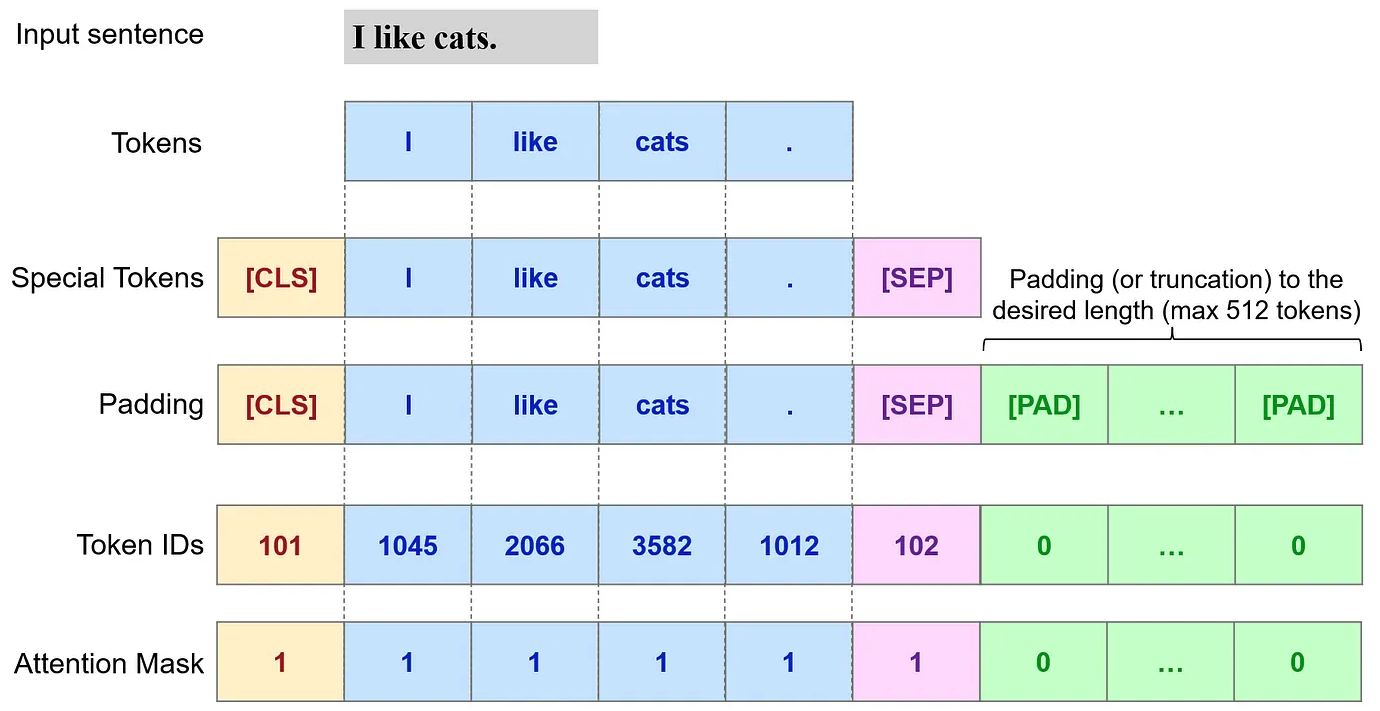 Input sentence I like cats.
Tokens I like cats .
Special Tokens [CLS] I like cats . [SEP]
Padding (or truncation) to the
desired length (max 512 tokens)
Padding [CLS] I like cats . [SEP] [PAD] ... [PAD]
Token IDs 101 1045 2066 3582 1012 102 0 ... 0
Attention Mask 1 1 1 1 1 1 0 ... 0